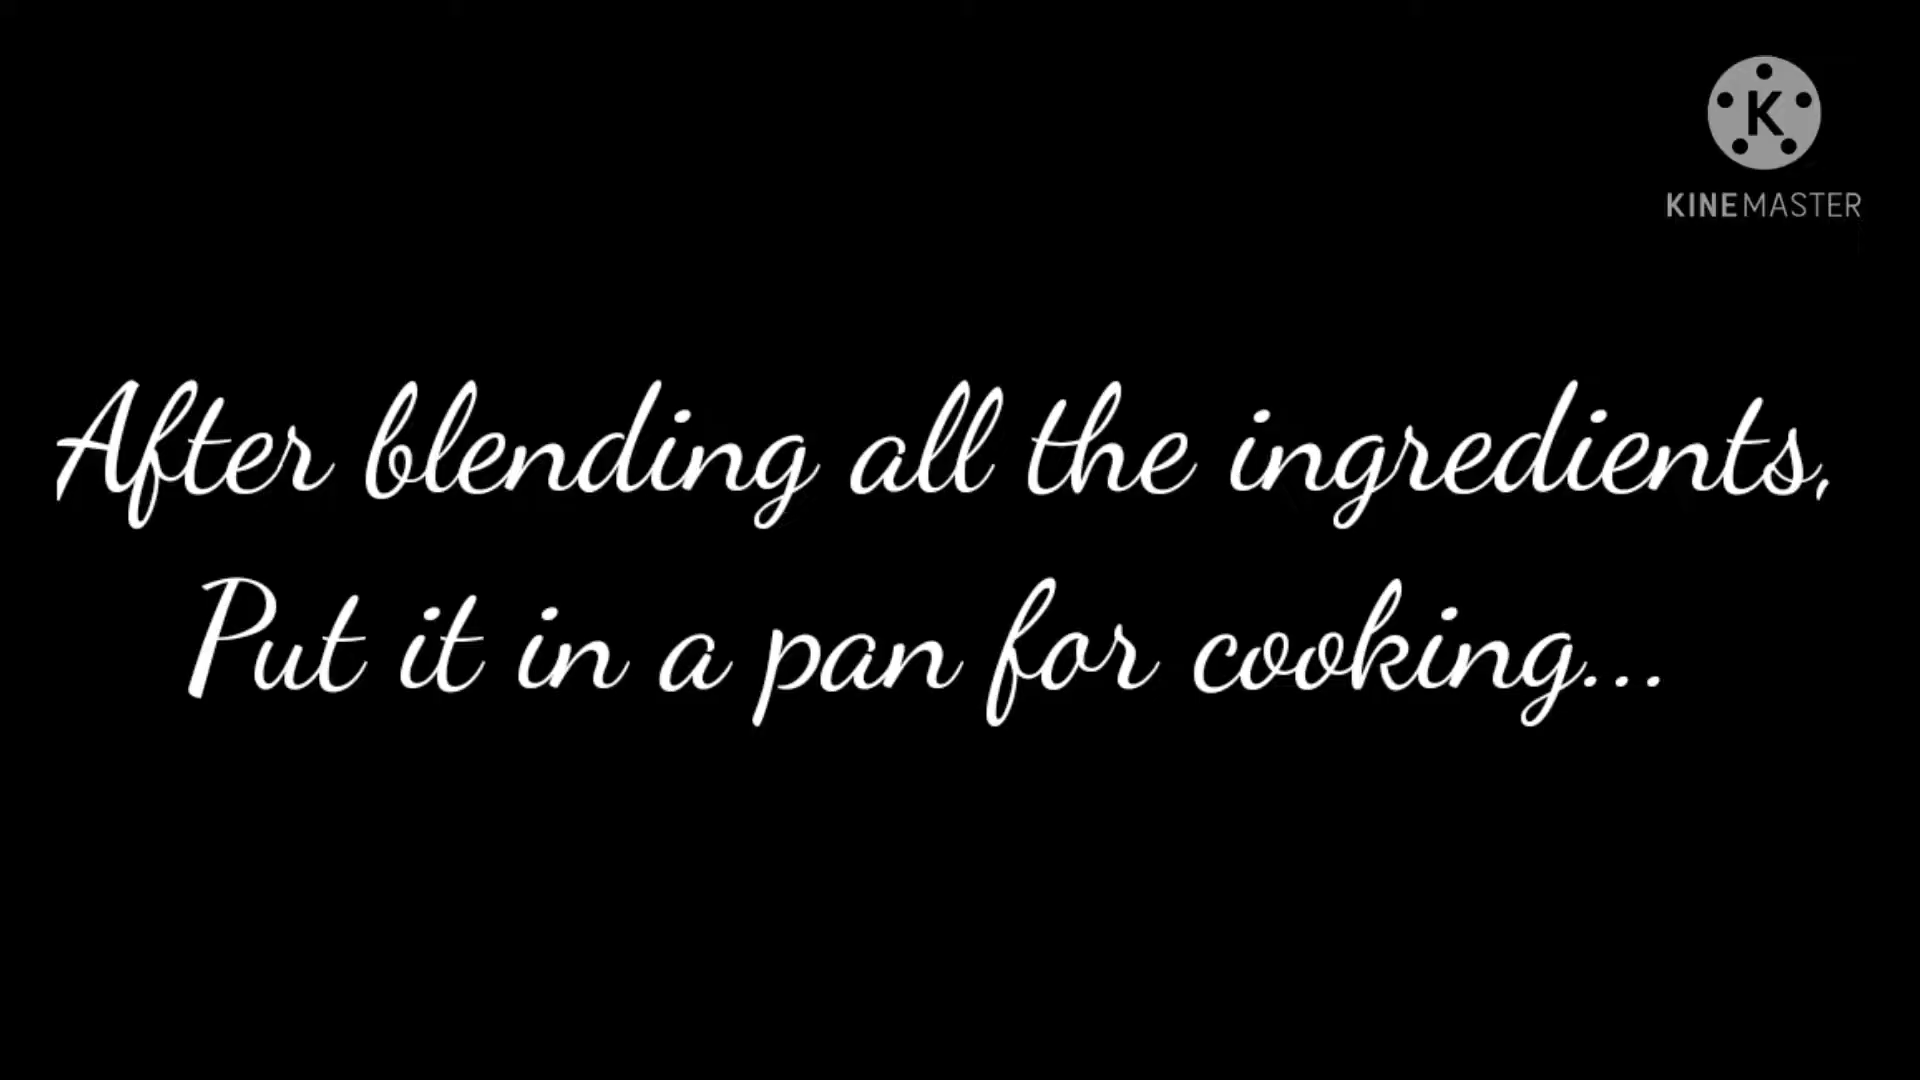 K
KINEMASTER
After blending all the ingredients,
Put it in a pan for cooking...